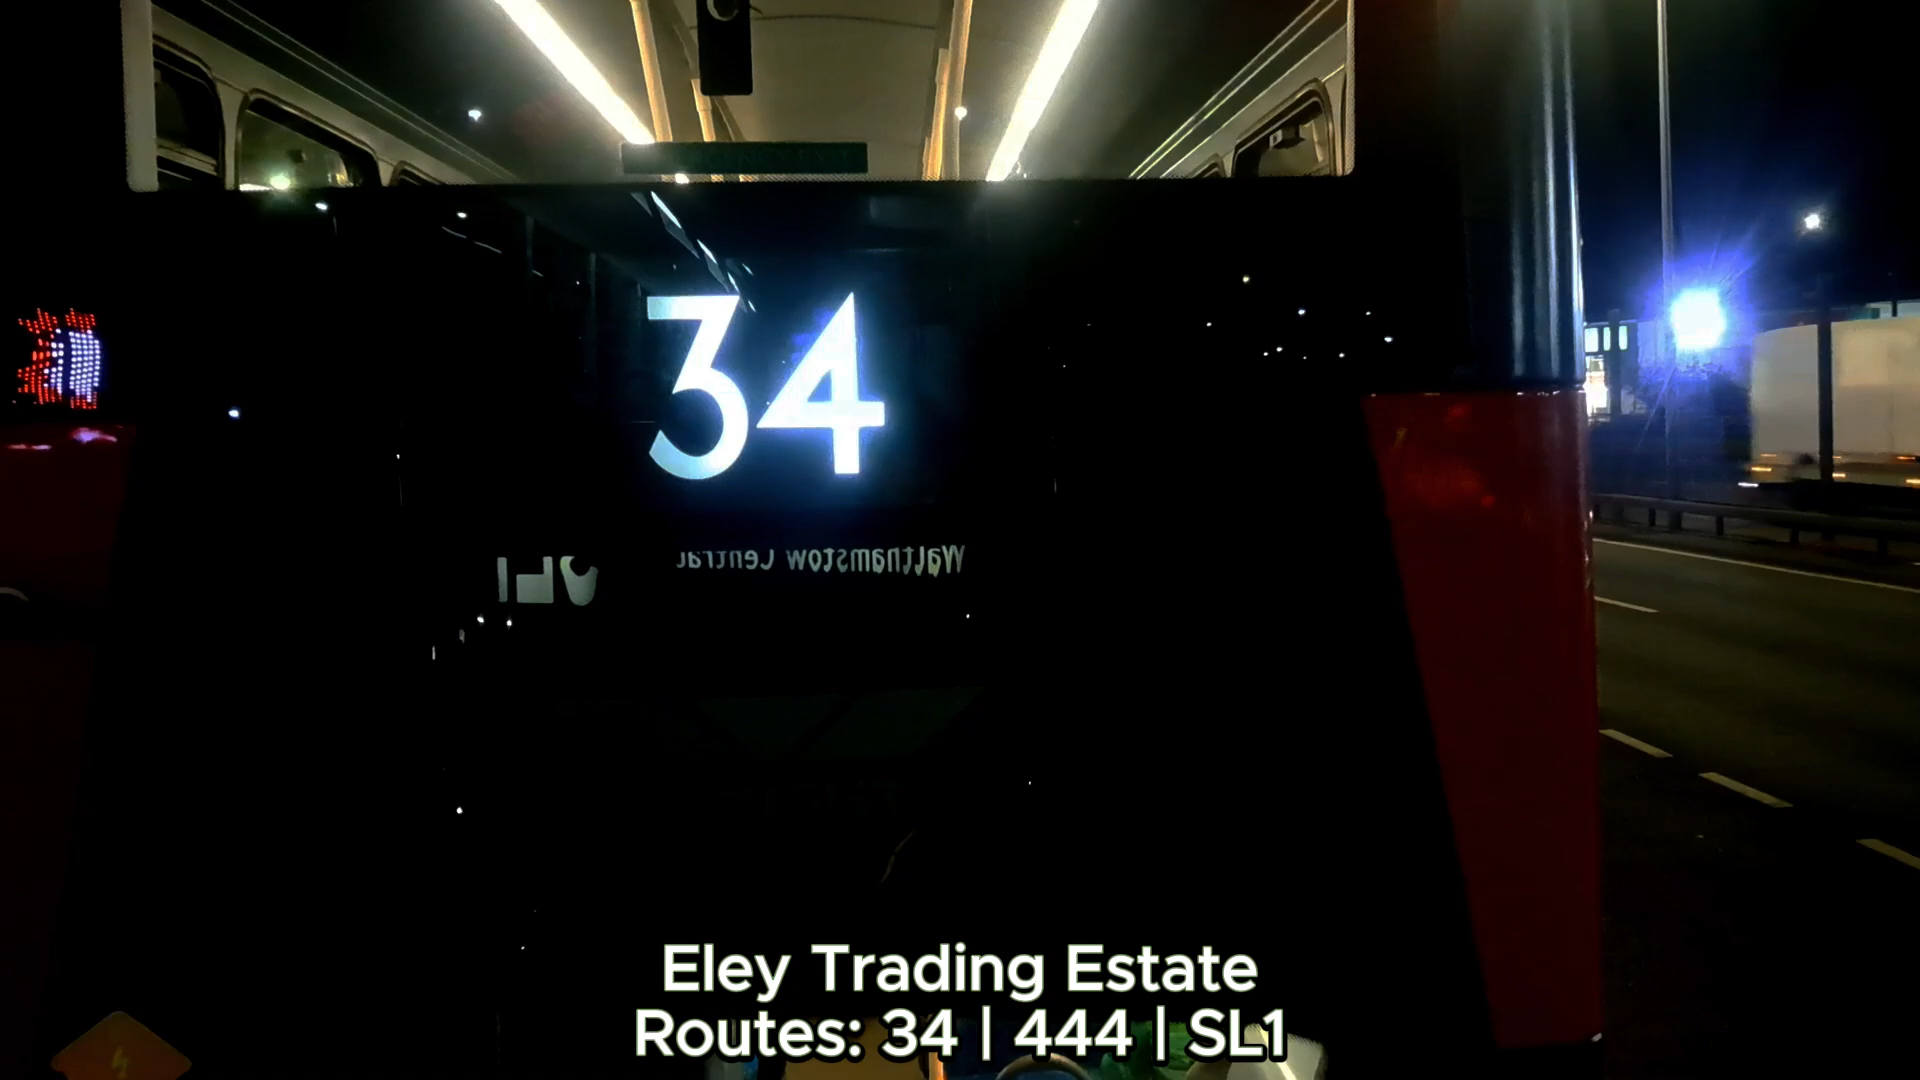 34
Walthamstow Central
Eley Trading Estate
Routes: 34 | 444 | SL1